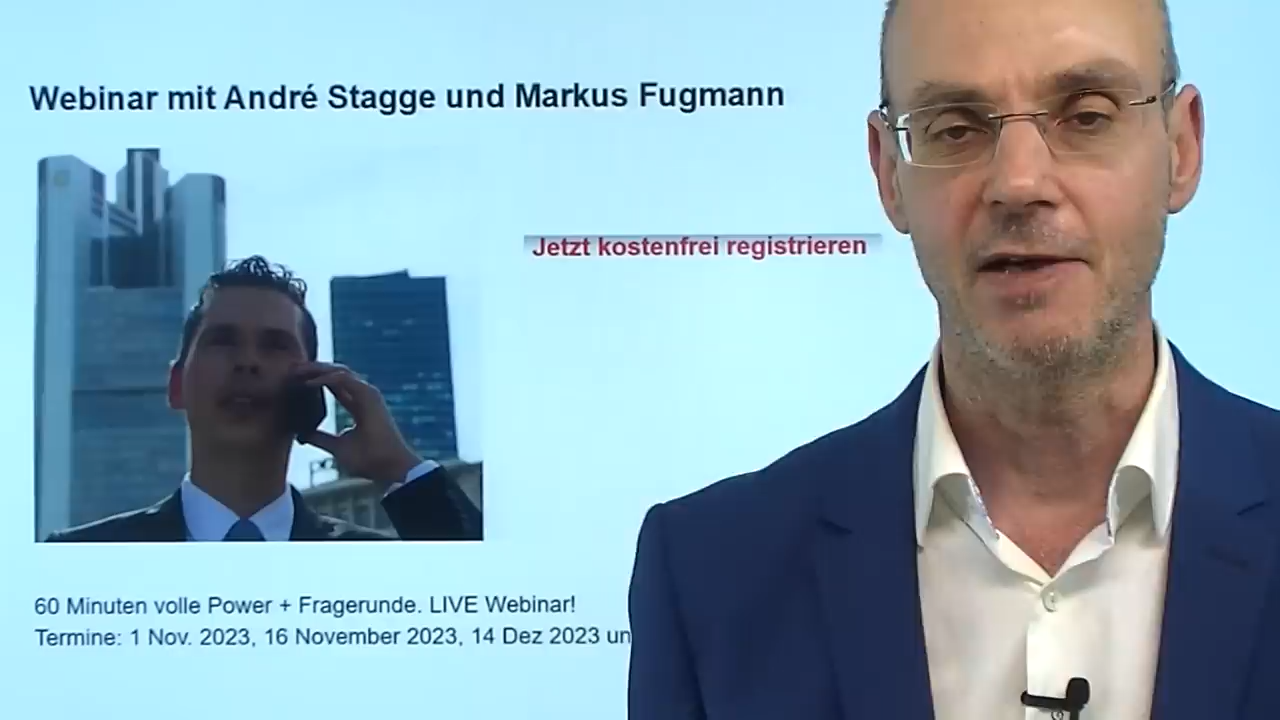 Webinar mit André Stagge und Markus Fugmann
Jetzt kostenfrei registrieren
60 Minuten volle Power + Fragerunde. LIVE Webinar!
Termine: 1 Nov. 2023, 16 November 2023, 14 Dez 2023 un